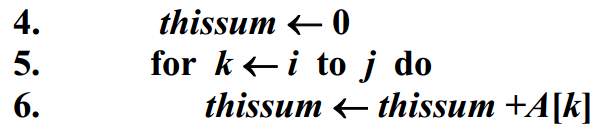 4. thissum ← 0
5. for k ← i to j do
6. thissum ← thissum +A[k]